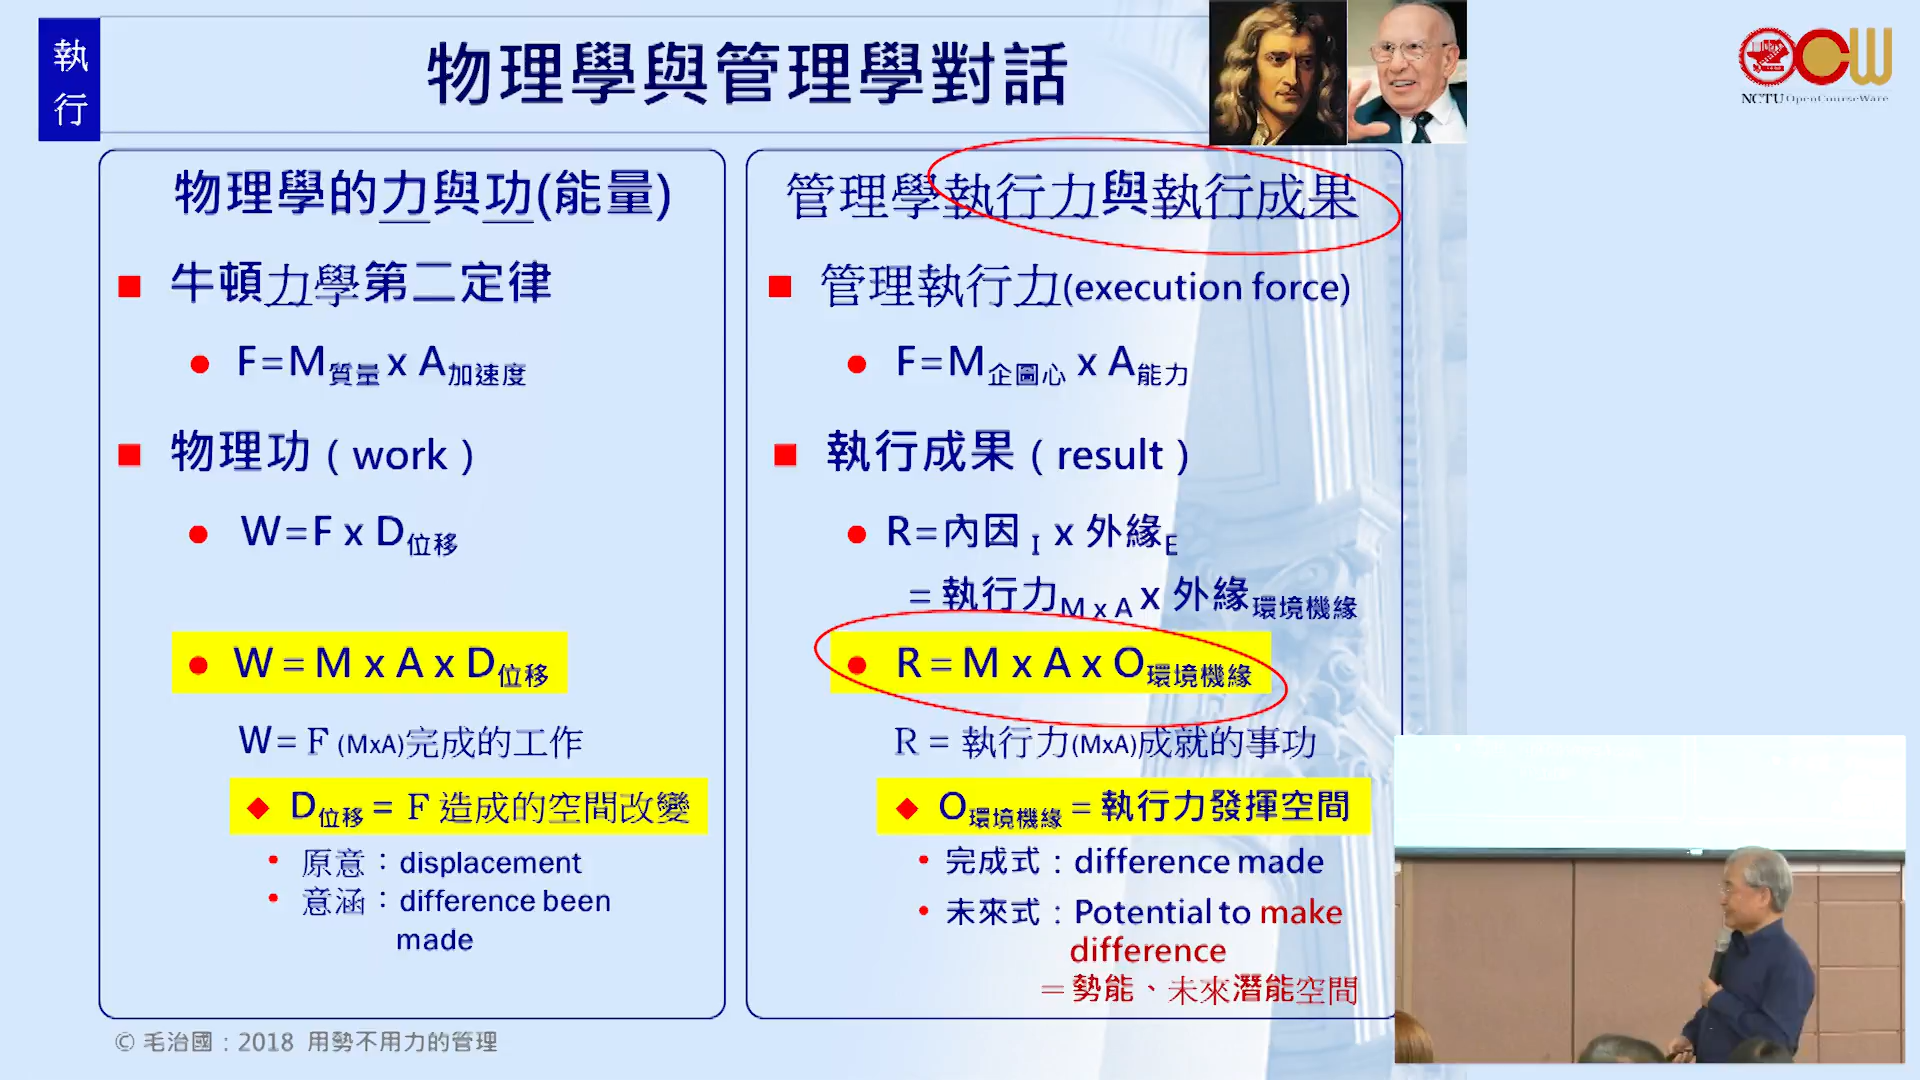 執行
物理學與管理學對話
NCTU OpenCourseWare
物理學的力與功(能量)
牛頓力學第二定律
F=M質量 x A加速度
物理功 ( work )
W=F x D位移
W = M x A x D位移
W= F (MxA)完成的工作
D位移 = F 造成的空間改變
原意：displacement
意涵：difference been
made
管理學執行力與執行成果
管理執行力(execution force)
F=M企圖心 x A能力
執行成果 ( result )
R=內因I x 外緣E
= 執行力M x A x 外緣環境機緣
R = M x A x O環境機緣
R = 執行力(MxA)成就的事功
O環境機緣 = 執行力發揮空間
完成式：difference made
未來式：Potential to make
difference
＝勢能、未來潛能空間
© 毛治國：2018 用勢不用力的管理